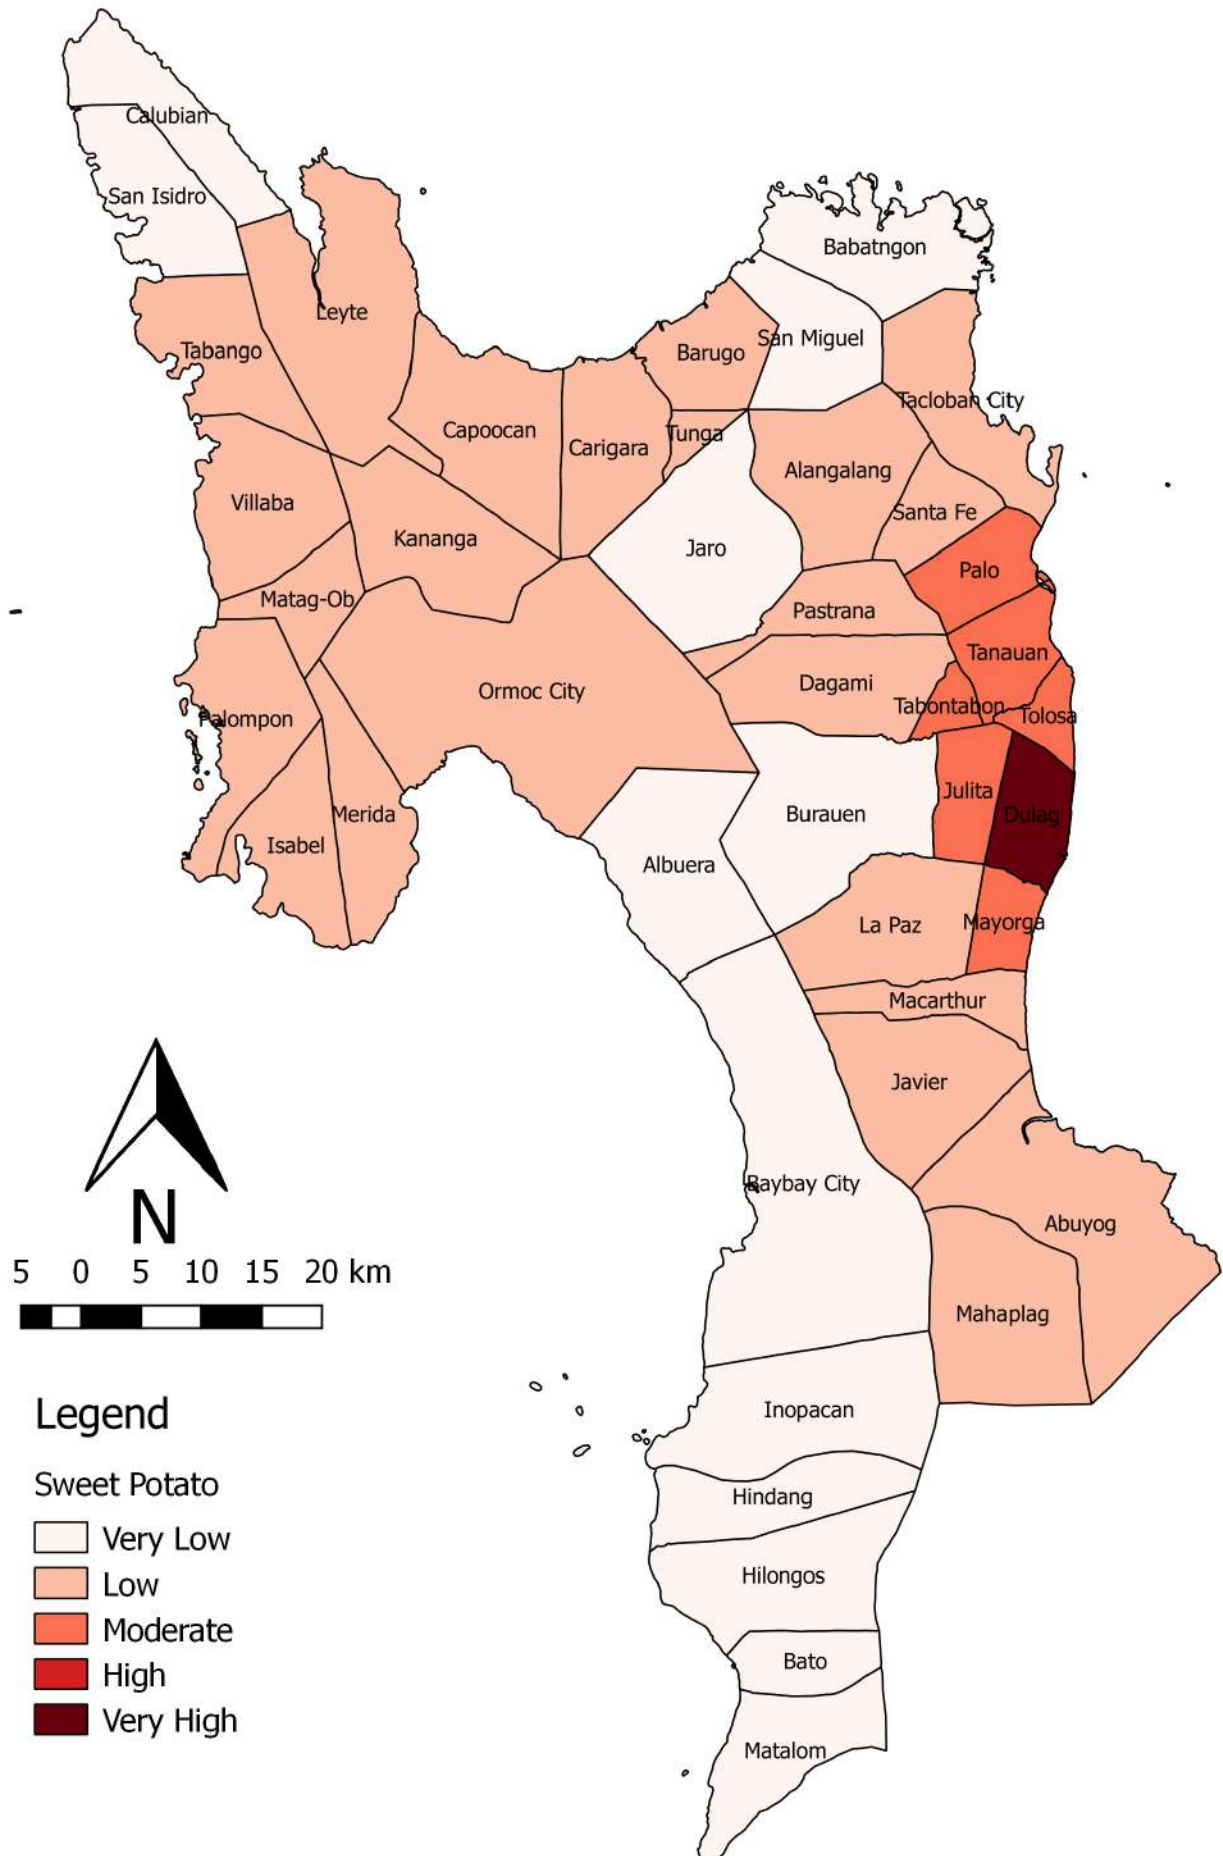 Calubian
San Isidro
Babatngon
Leyte
San Miguel
Tabango
Barugo
Tacloban City
Capoocan
Tunga
Carigara
Alangalang
Villaba
Santa Fe
Kananga
Jaro
Palo
Matag-Ob
Pastrana
Tanauan
Dagami
Ormoc City
Tabontabon
Tolosa
Palompon
Julita
Burauen
Dulag
Merida
Isabel
Albuera
La Paz
Mayorga
Macarthur
Javier
Baybay City
N
Abuyog
5 0 5 10 15 20 km
Mahaplag
Legend
Inopacan
Sweet Potato
Hindang
Very Low
Hilongos
Low
Moderate
Bato
High
Very High
Matalom